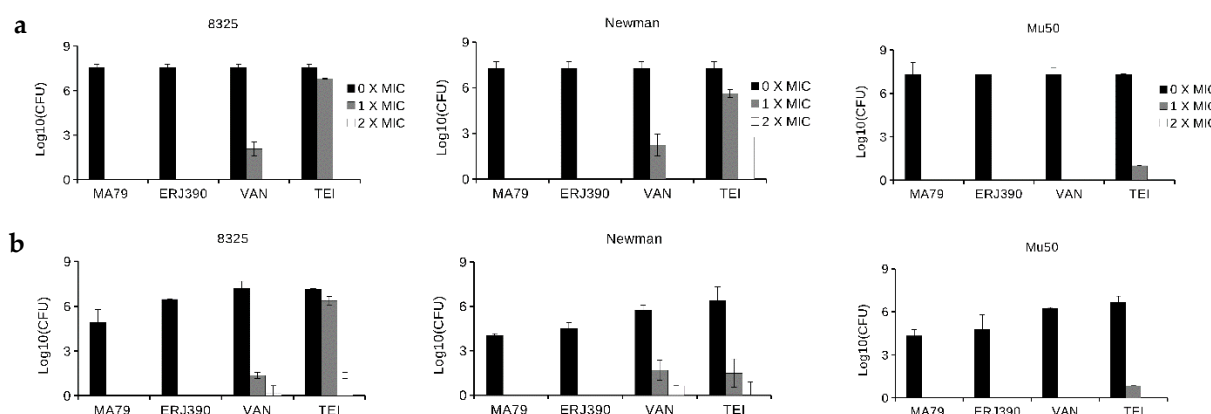 a
8325
Log10(CFU)
9
6
3
0
MA79 ERJ390 VAN TEI
0 X MIC
1 X MIC
2 X MIC
Newman
Log10(CFU)
9
6
3
0
MA79 ERJ390 VAN TEI
0 X MIC
1 X MIC
2 X MIC
Mu50
Log10(CFU)
9
6
3
0
MA79 ERJ390 VAN TEI
0 X MIC
1 X MIC
2 X MIC
b
8325
Log10(CFU)
9
6
3
0
MA79 ERJ390 VAN TEI
Newman
Log10(CFU)
9
6
3
0
MA79 ERJ390 VAN TEI
Mu50
Log10(CFU)
9
6
3
0
MA79 ERJ390 VAN TEI